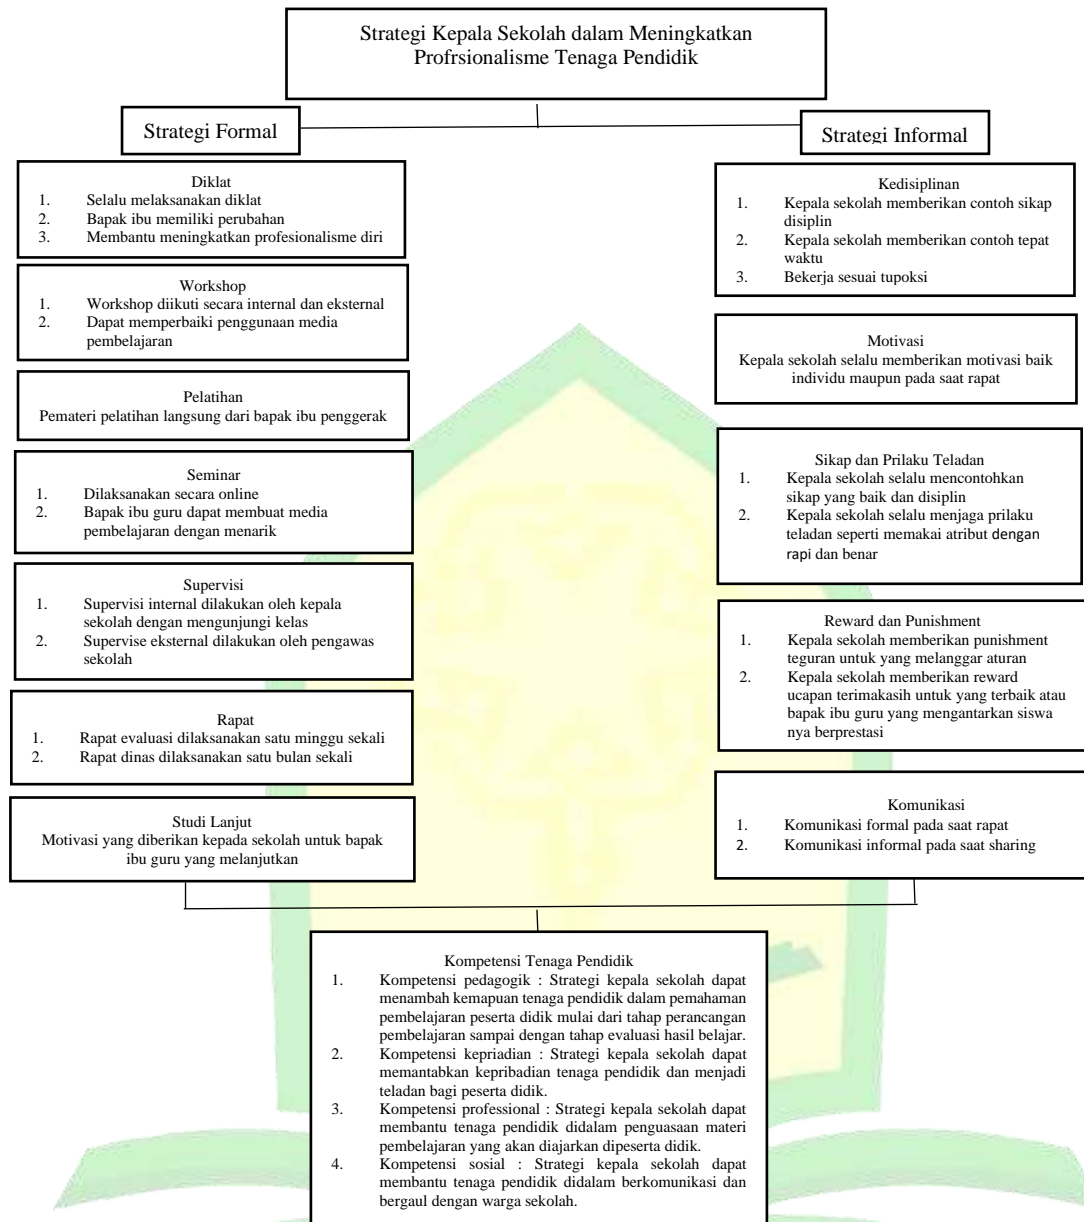 Strategi Kepala Sekolah dalam Meningkatkan
Profrsionalisme Tenaga Pendidik
Strategi Formal
Diklat
1. Selalu melaksanakan diklat
2. Bapak ibu memiliki perubahan
3. Membantu meningkatkan profesionalisme diri
Workshop
1. Workshop diikuti secara internal dan eksternal
2. Dapat memperbaiki penggunaan media
pembelajaran
Pelatihan
Pemateri pelatihan langsung dari bapak ibu penggerak
Seminar
1. Dilaksanakan secara online
2. Bapak ibu guru dapat membuat media
pembelajaran dengan menarik
Supervisi
1. Supervisi internal dilakukan oleh kepala
sekolah dengan mengunjungi kelas
2. Supervise eksternal dilakukan oleh pengawas
sekolah
Rapat
1. Rapat evaluasi dilaksanakan satu minggu sekali
2. Rapat dinas dilaksanakan satu bulan sekali
Studi Lanjut
Motivasi yang diberikan kepada sekolah untuk bapak
ibu guru yang melanjutkan
Strategi Informal
Kedisiplinan
1. Kepala sekolah memberikan contoh sikap
disiplin
2. Kepala sekolah memberikan contoh tepat
waktu
3. Bekerja sesuai tupoksi
Motivasi
Kepala sekolah selalu memberikan motivasi baik
individu maupun pada saat rapat
Sikap dan Prilaku Teladan
1. Kepala sekolah selalu mencontohkan
sikap yang baik dan disiplin
2. Kepala sekolah selalu menjaga prilaku
teladan seperti memakai atribut dengan
rapi dan benar
Reward dan Punishment
1. Kepala sekolah memberikan punishment
teguran untuk yang melanggar aturan
2. Kepala sekolah memberikan reward
ucapan terimakasih untuk yang terbaik atau
bapak ibu guru yang mengantarkan siswa
nya berprestasi
Komunikasi
1. Komunikasi formal pada saat rapat
2. Komunikasi informal pada saat sharing
Kompetensi Tenaga Pendidik
1. Kompetensi pedagogik : Strategi kepala sekolah dapat
menambah kemapuan tenaga pendidik dalam pemahaman
pembelajaran peserta didik mulai dari tahap perancangan
pembelajaran sampai dengan tahap evaluasi hasil belajar.
2. Kompetensi kepriadian : Strategi kepala sekolah dapat
memantabkan kepribadian tenaga pendidik dan menjadi
teladan bagi peserta didik.
3. Kompetensi professional : Strategi kepala sekolah dapat
membantu tenaga pendidik didalam penguasaan materi
pembelajaran yang akan diajarkan dipeserta didik.
4. Kompetensi sosial : Strategi kepala sekolah dapat
membantu tenaga pendidik didalam berkomunikasi dan
bergaul dengan warga sekolah.